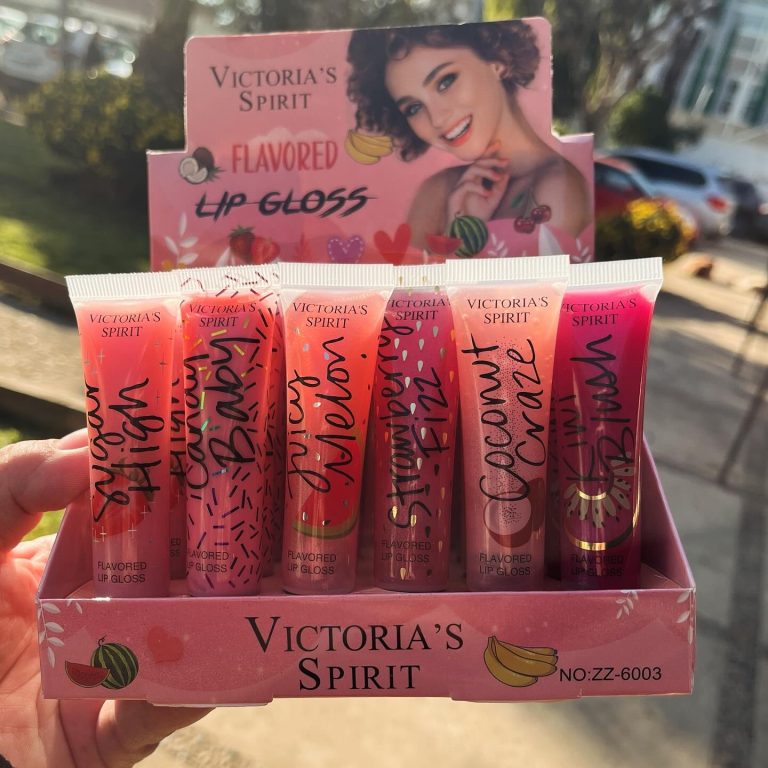 VICTORIA'S
SPIRIT
FLAVORED
LIP GLOSS
VICTORIA'S
SPIRIT
Sugar
High
FLAVORED
LIP GLOSS
VICTORIA'S
SPIRIT
Candy
Baby
FLAVORED
LIP GLOSS
VICTORIA'S
SPIRIT
Juicy
Melon
FLAVORED
LIP GLOSS
VICTORIA'S
SPIRIT
Strawberry
Fizz
FLAVORED
LIP GLOSS
VICTORIA'S
SPIRIT
Coconut
Craze
FLAVORED
LIP GLOSS
VICTORIA'S
SPIRIT
Kiwi
Blush
FLAVORED
LIP GLOSS
High
VICTORIA'S
SPIRIT
NO:ZZ-6003